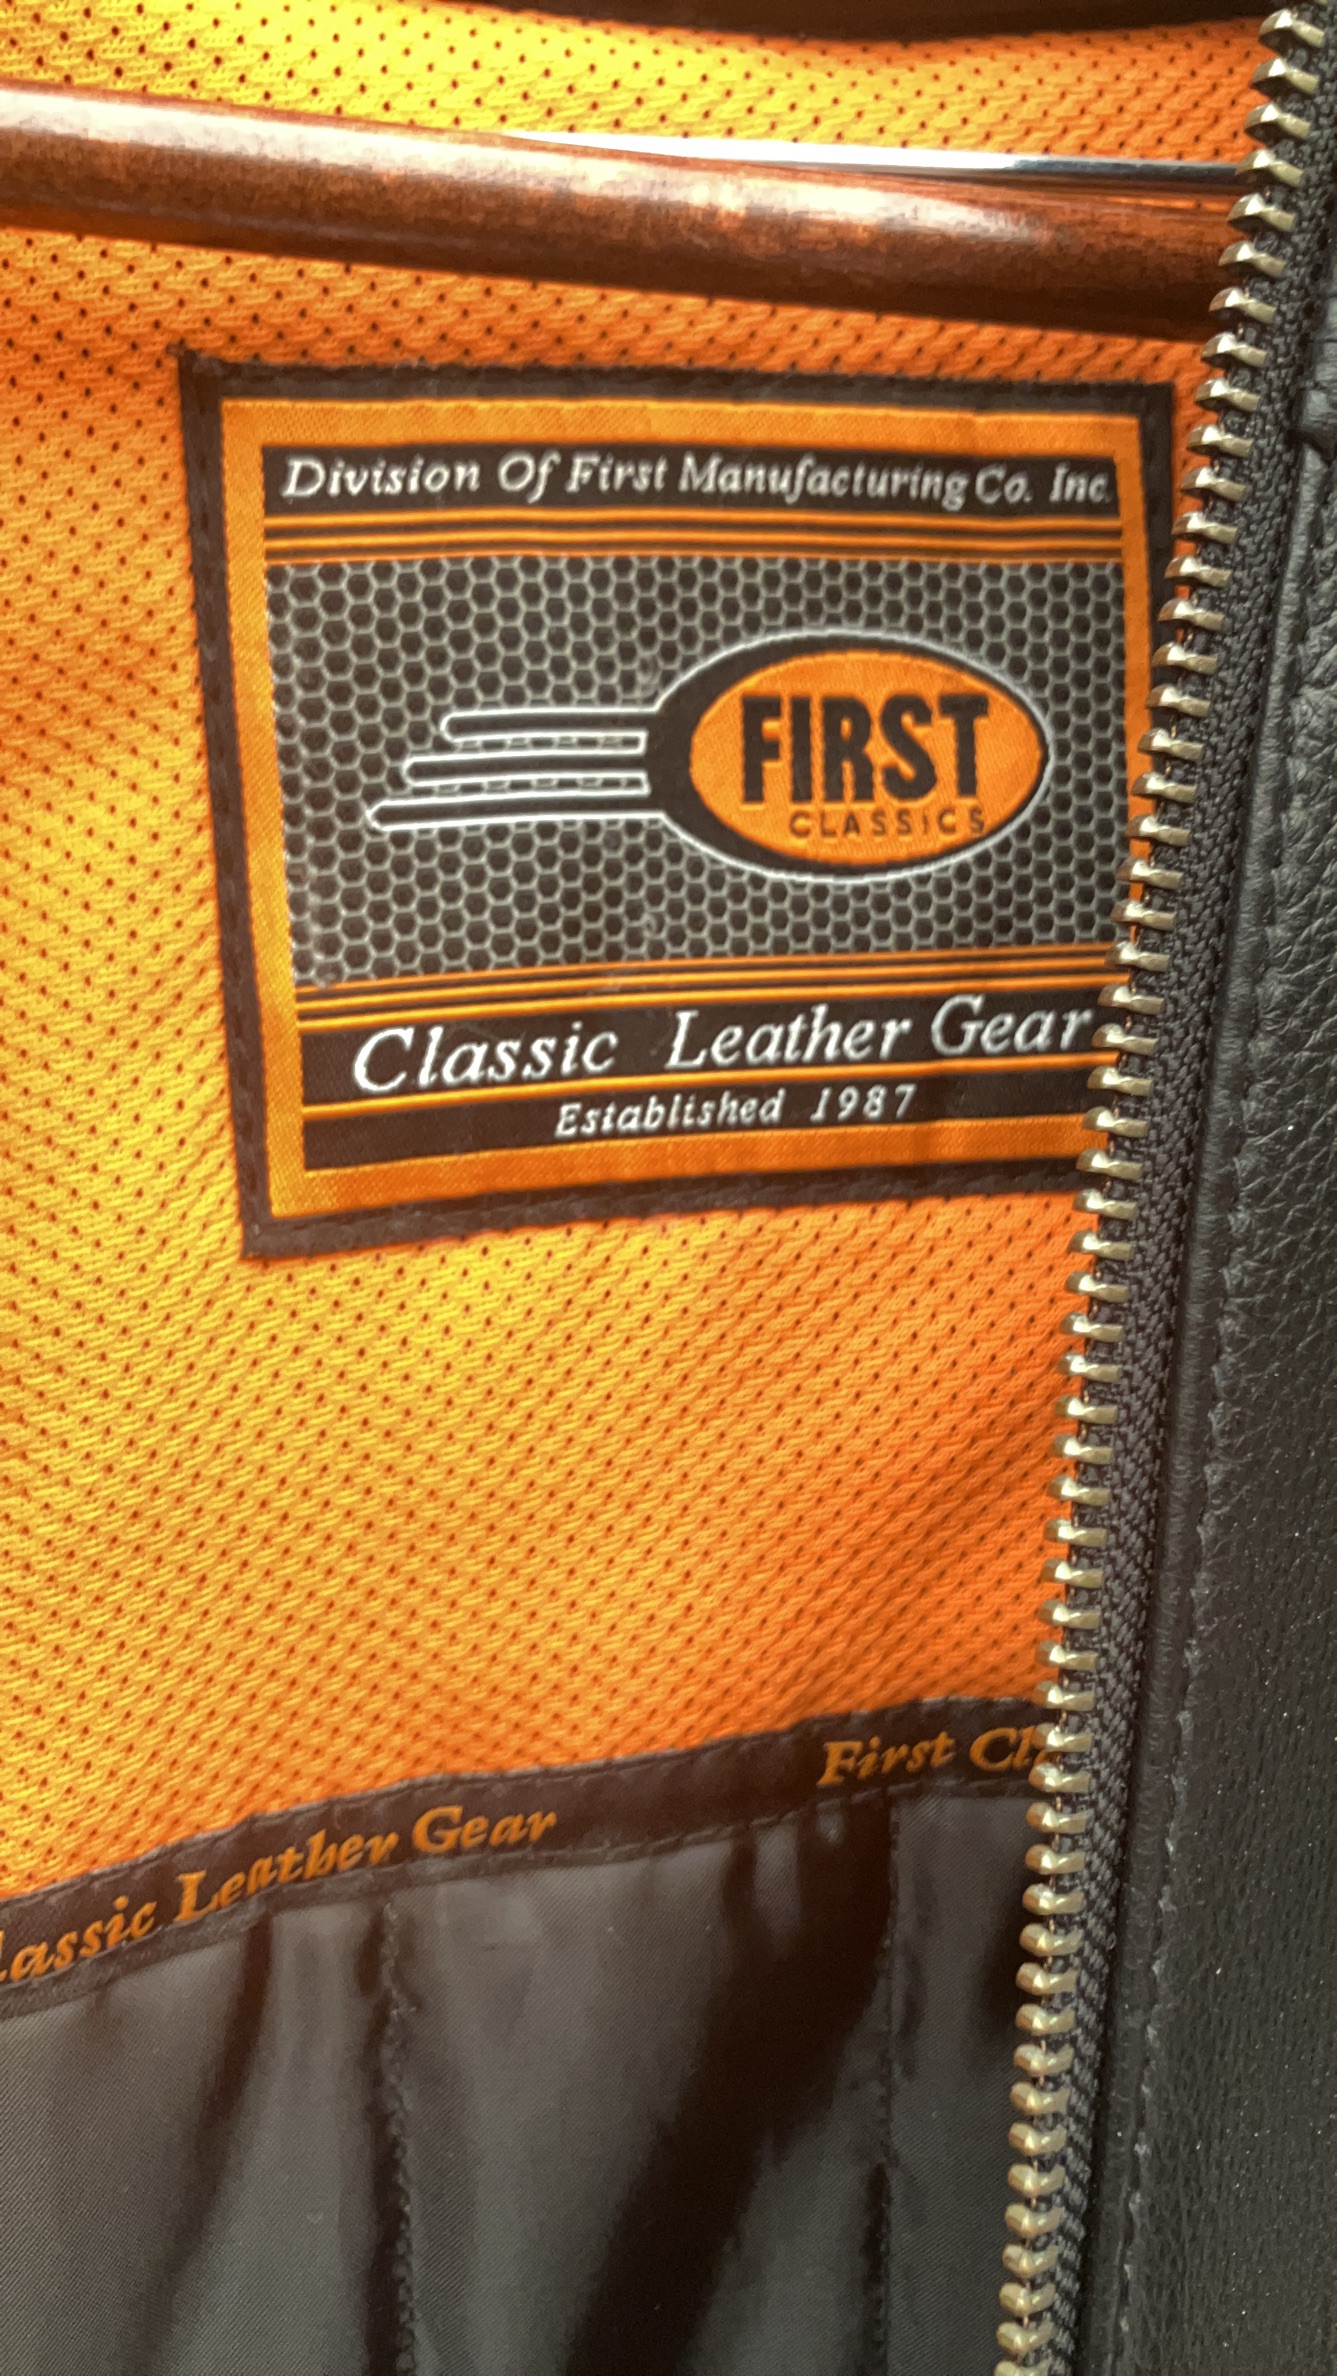 Division Of First Manufacturing Co. Inc.
FIRST
CLASSICS
Classic Leather Gear
Established 1987
First
Leather Gear